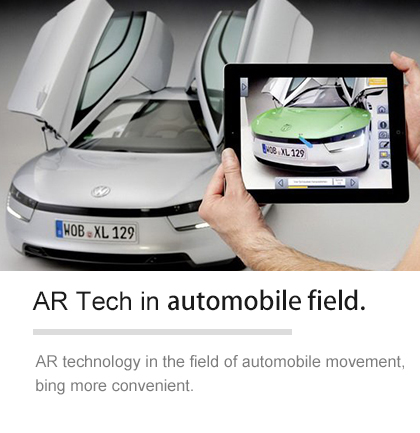 WOB XL 129
WOB XL 129
AR Tech in automobile field.
AR technology in the field of automobile movement,
bing more convenient.